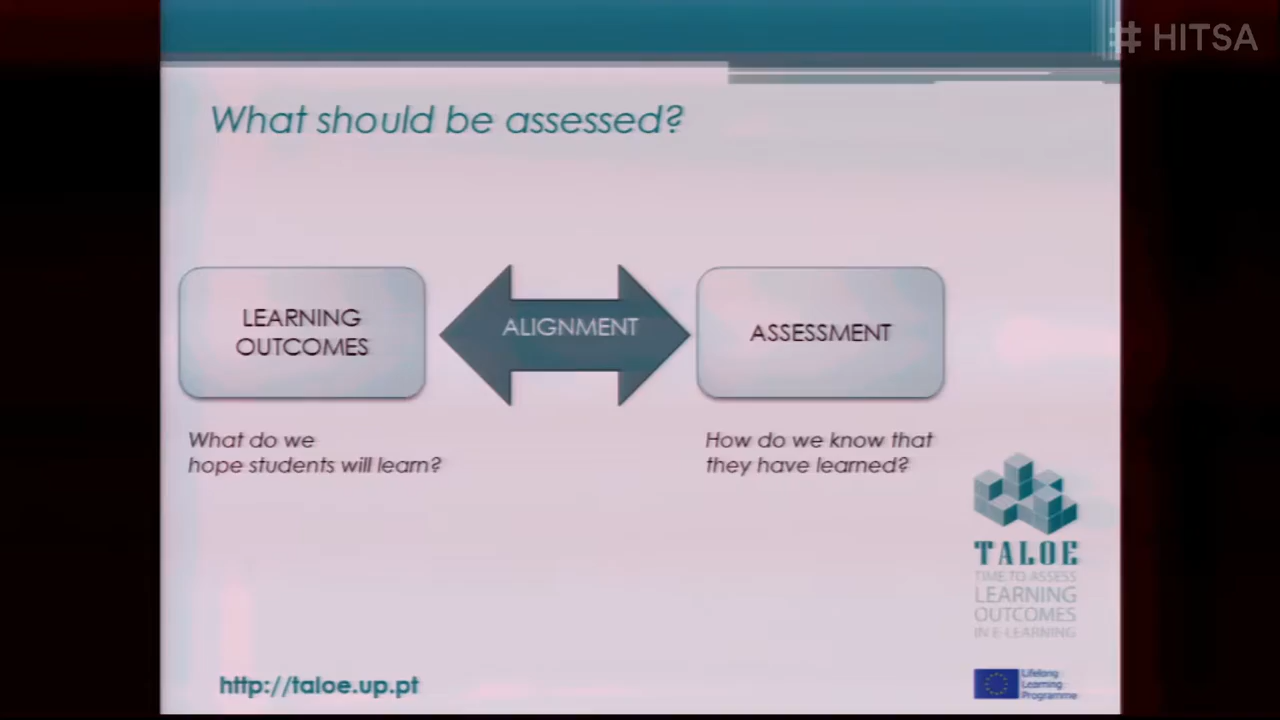 # HITSA
What should be assessed?
LEARNING
OUTCOMES
ALIGNMENT
ASSESSMENT
What do we
hope students will learn?
How do we know that
they have learned?
TALOE
TIME TO ASSESS
LEARNING
OUTCOMES
IN E-LEARNING
http://taloe.up.pt
Lifelong
Learning
Programme